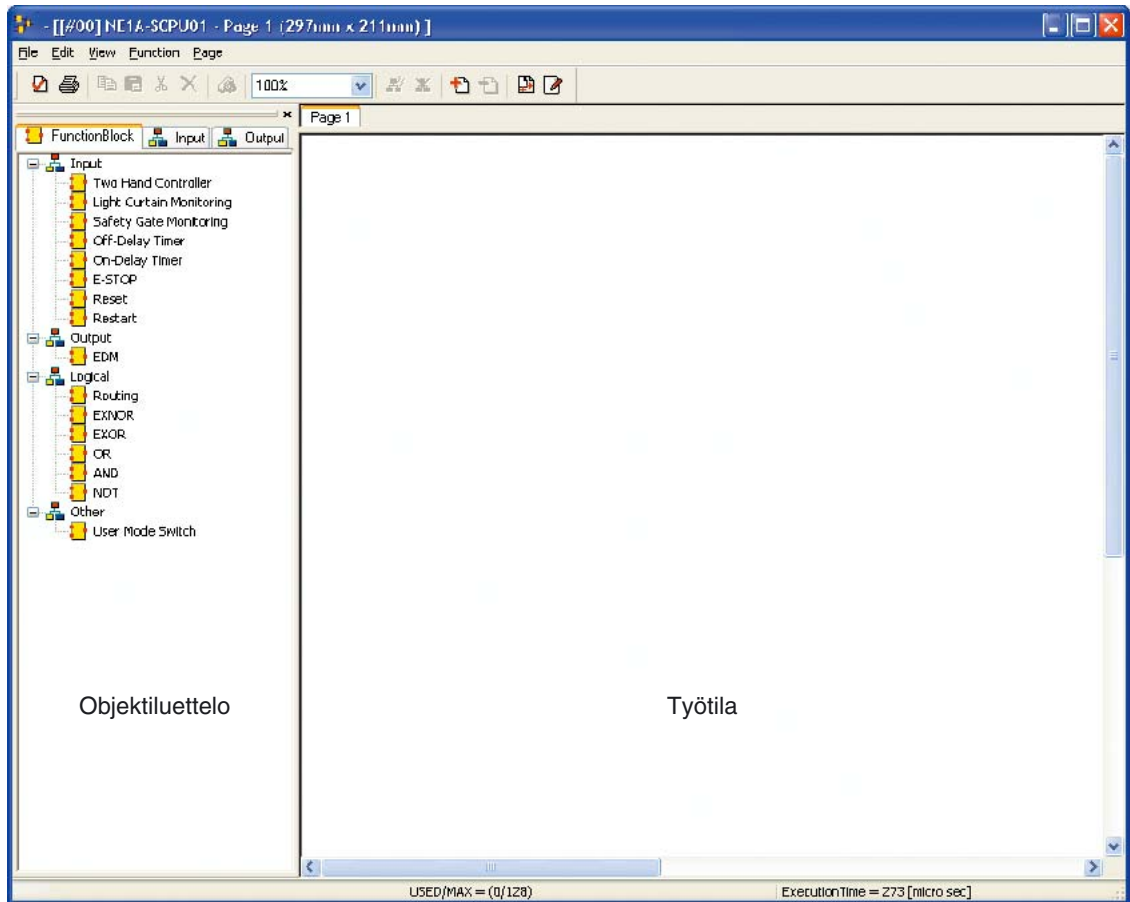 - [[#00] NE1A-SCPU01 - Page 1 (297mm x 211mm) ]
File Edit View Function Page
100%
Page 1
FunctionBlock Input Output
Input
Two Hand Controller
Light Curtain Monitoring
Safety Gate Monitoring
Off-Delay Timer
On-Delay Timer
E-STOP
Reset
Restart
Output
EDM
Logical
Routing
EXNOR
EXOR
OR
AND
NOT
Other
User Mode Switch
Objektiluettelo
Työtila
USED/MAX = (0/128)
ExecutionTime = 273 [micro sec]